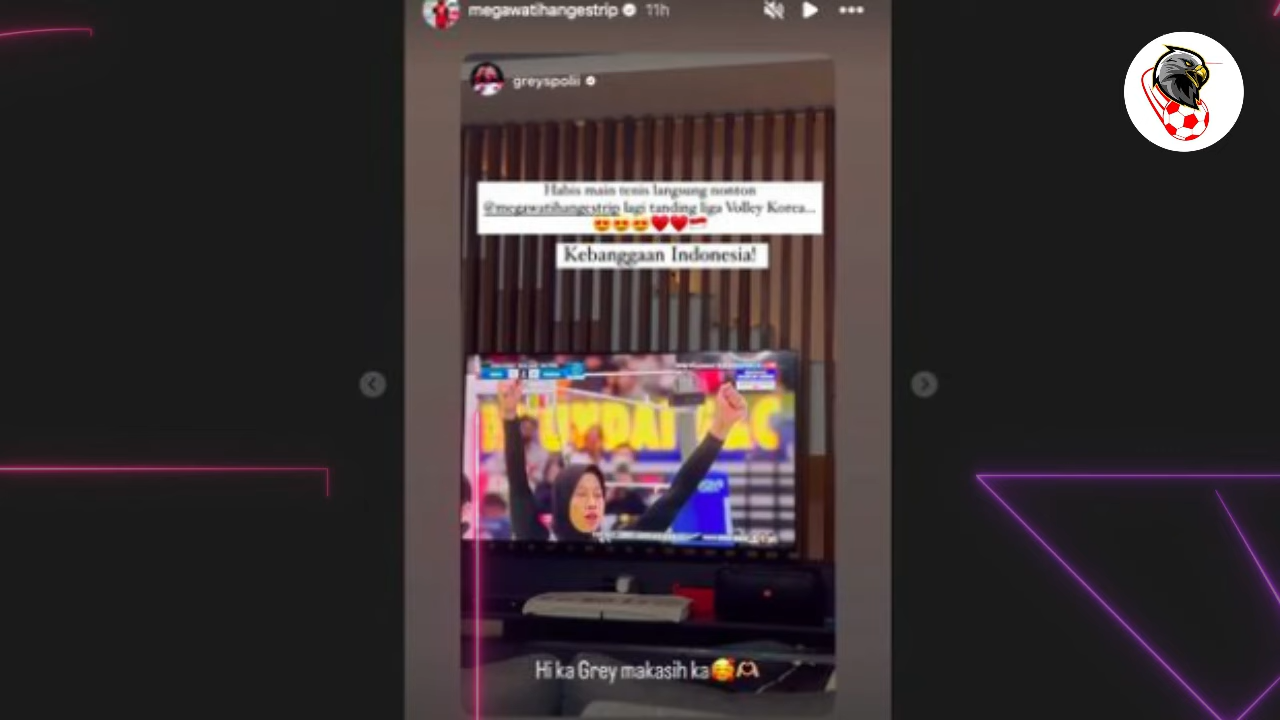 megawatihangestrip 11h
greyspolii
Habis main tenis langsung nonton
@megawatihangestrip lagi tanding liga Volley Korea...
Kebanggaan Indonesia!
Hi ka Grey makasih ka